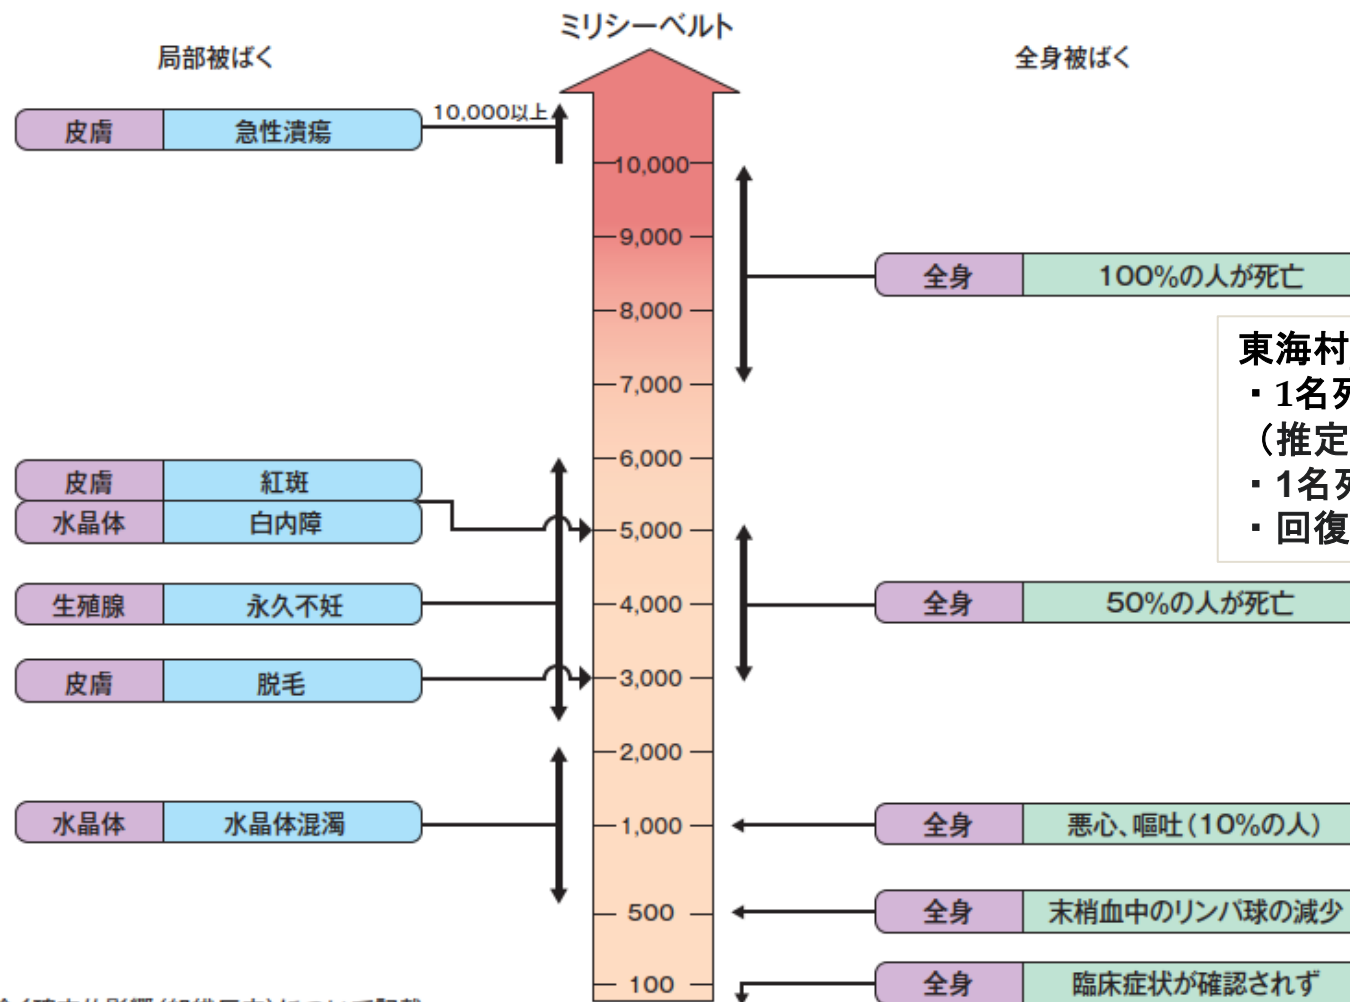 ミリシーベルト
局部被ばく
全身被ばく
皮膚 急性潰瘍
10,000以上
10,000
9,000
全身 100%の人が死亡
8,000
東海村
・1名死
（推定
・1名死
・回復
7,000
6,000
皮膚 紅斑
水晶体 白内障
5,000
生殖腺 永久不妊
4,000
全身 50%の人が死亡
皮膚 脱毛
3,000
2,000
水晶体 水晶体混濁
1,000
全身 悪心、嘔吐（10%の人）
500
全身 末梢血中のリンパ球の減少
100
全身 臨床症状が確認されず